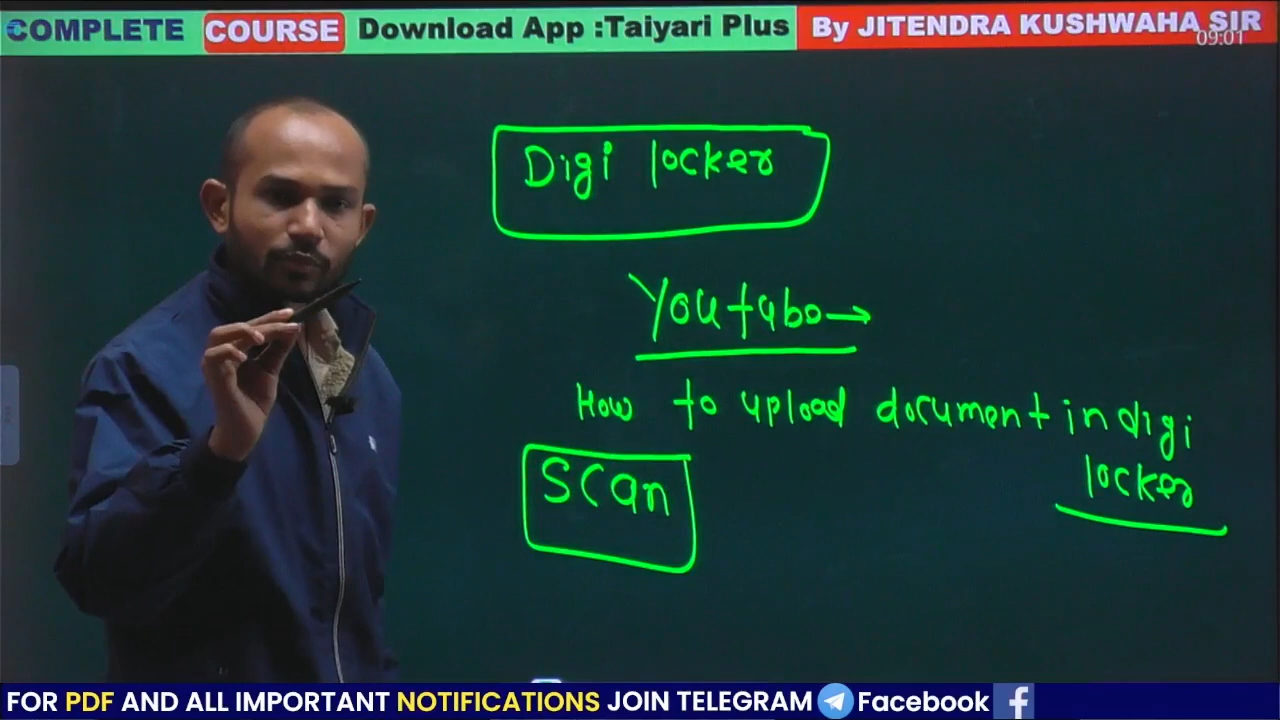 COMPLETE COURSE Download App :Taiyari Plus By JITENDRA KUSHWAHA SIR
09:01
Digi locker
Youtubo→
How to upload document in digi
locker
Scan
FOR PDF AND ALL IMPORTANT NOTIFICATIONS JOIN TELEGRAM Facebook